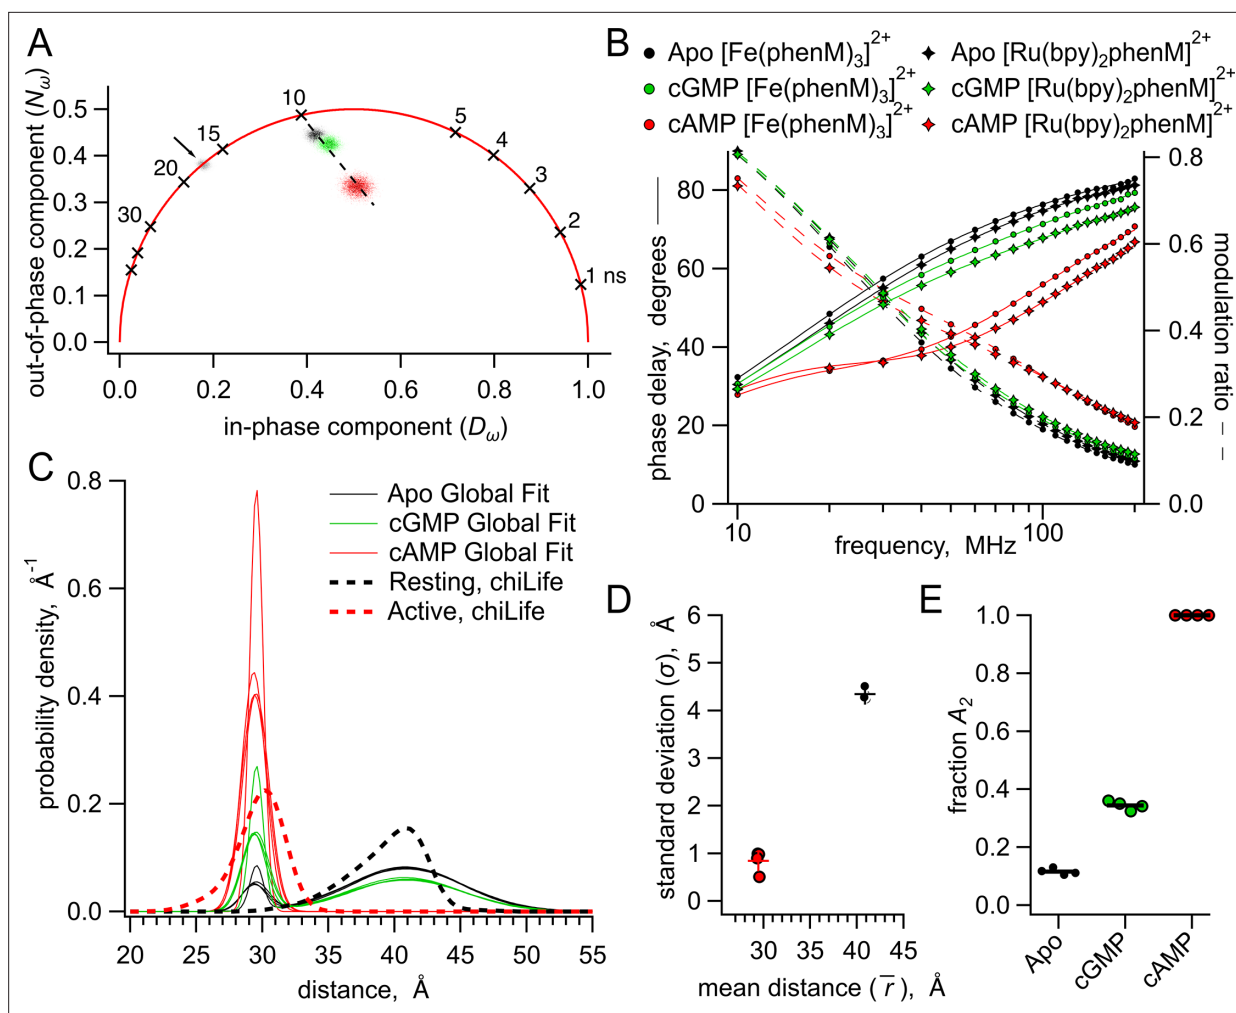 A
out-of-phase component (Nω)
0.5
0.4
0.3
0.2
0.1
0.0
10
15
20
30
5
4
3
2
1 ns
0.0
0.2
0.4
0.6
0.8
1.0
in-phase component (Dω)
B
Apo [Fe(phenM)3]2+
Apo [Ru(bpy)2phenM]2+
cGMP [Fe(phenM)3]2+
cGMP [Ru(bpy)2phenM]2+
cAMP [Fe(phenM)3]2+
cAMP [Ru(bpy)2phenM]2+
phase delay, degrees
80
60
40
20
0
0.8
0.6
0.4
0.2
0.0
modulation ratio
10
100
frequency, MHz
C
probability density, Å-1
0.8
0.6
0.4
0.2
0.0
Apo Global Fit
cGMP Global Fit
cAMP Global Fit
Resting, chiLife
Active, chiLife
20
25
30
35
40
45
50
55
distance, Å
D
standard deviation (σ), Å
6
5
4
3
2
1
0
30
35
40
45
mean distance (r̅), Å
E
fraction A2
1.0
0.8
0.6
0.4
0.2
0.0
Apo
cGMP
cAMP